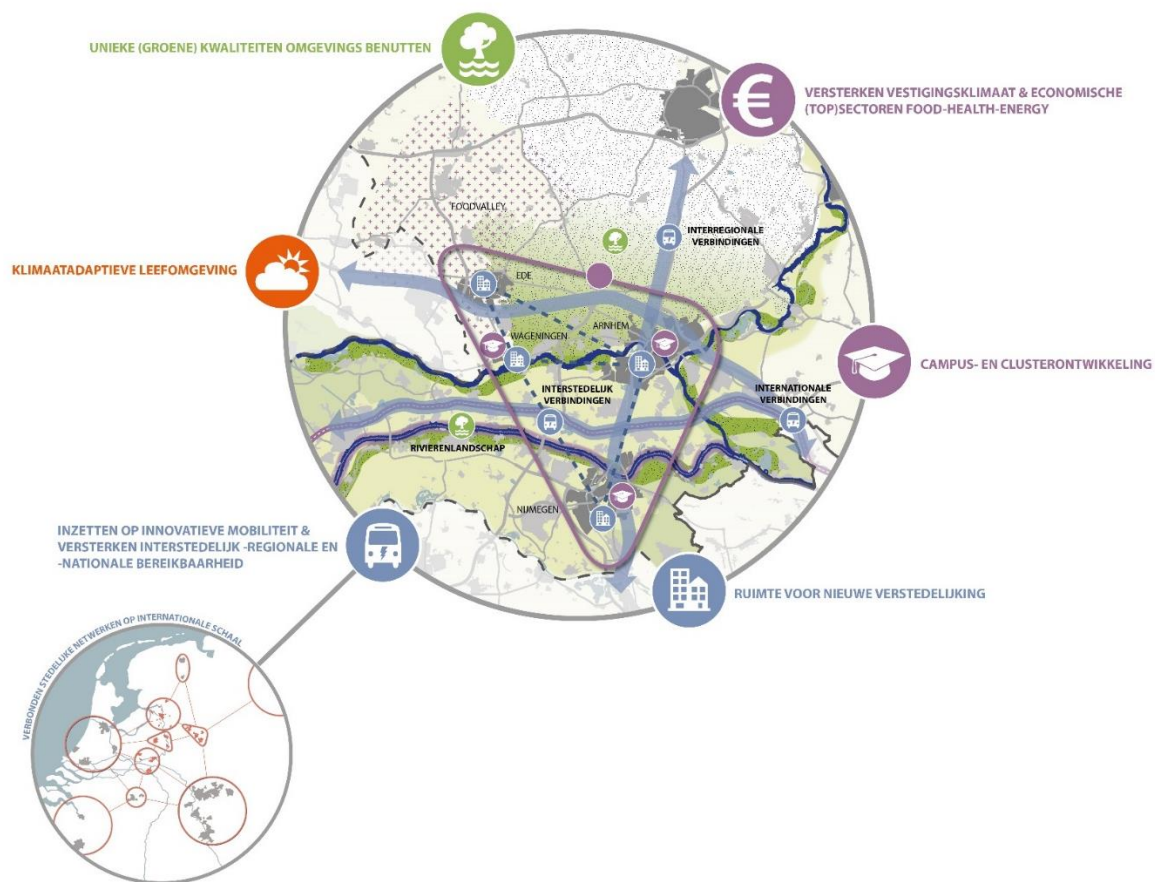 UNIEKE (GROENE) KWALITEITEN OMGEVINGS BENUTTEN
€
VERSTERKEN VESTIGINGSKLIMAAT & ECONOMISCHE
(TOP)SECTOREN FOOD-HEALTH-ENERGY
FOODVALLEY
INTERREGIONALE
VERBINDINGEN
KLIMAATADAPTIEVE LEEFOMGEVING
EDE
WAGENINGEN
ARNHEM
CAMPUS- EN CLUSTERONTWIKKELING
INTERSTEDELIJK
VERBINDINGEN
INTERNATIONALE
VERBINDINGEN
RIVIERENLANDSCHAP
NIJMEGEN
INZETTEN OP INNOVATIEVE MOBILITEIT &
VERSTERKEN INTERSTEDELIJK -REGIONALE EN
-NATIONALE BEREIKBAARHEID
RUIMTE VOOR NIEUWE VERSTEDELIJKING
VERBONDEN STEDELIJKE NETWERKEN OP INTERNATIONALE SCHAAL